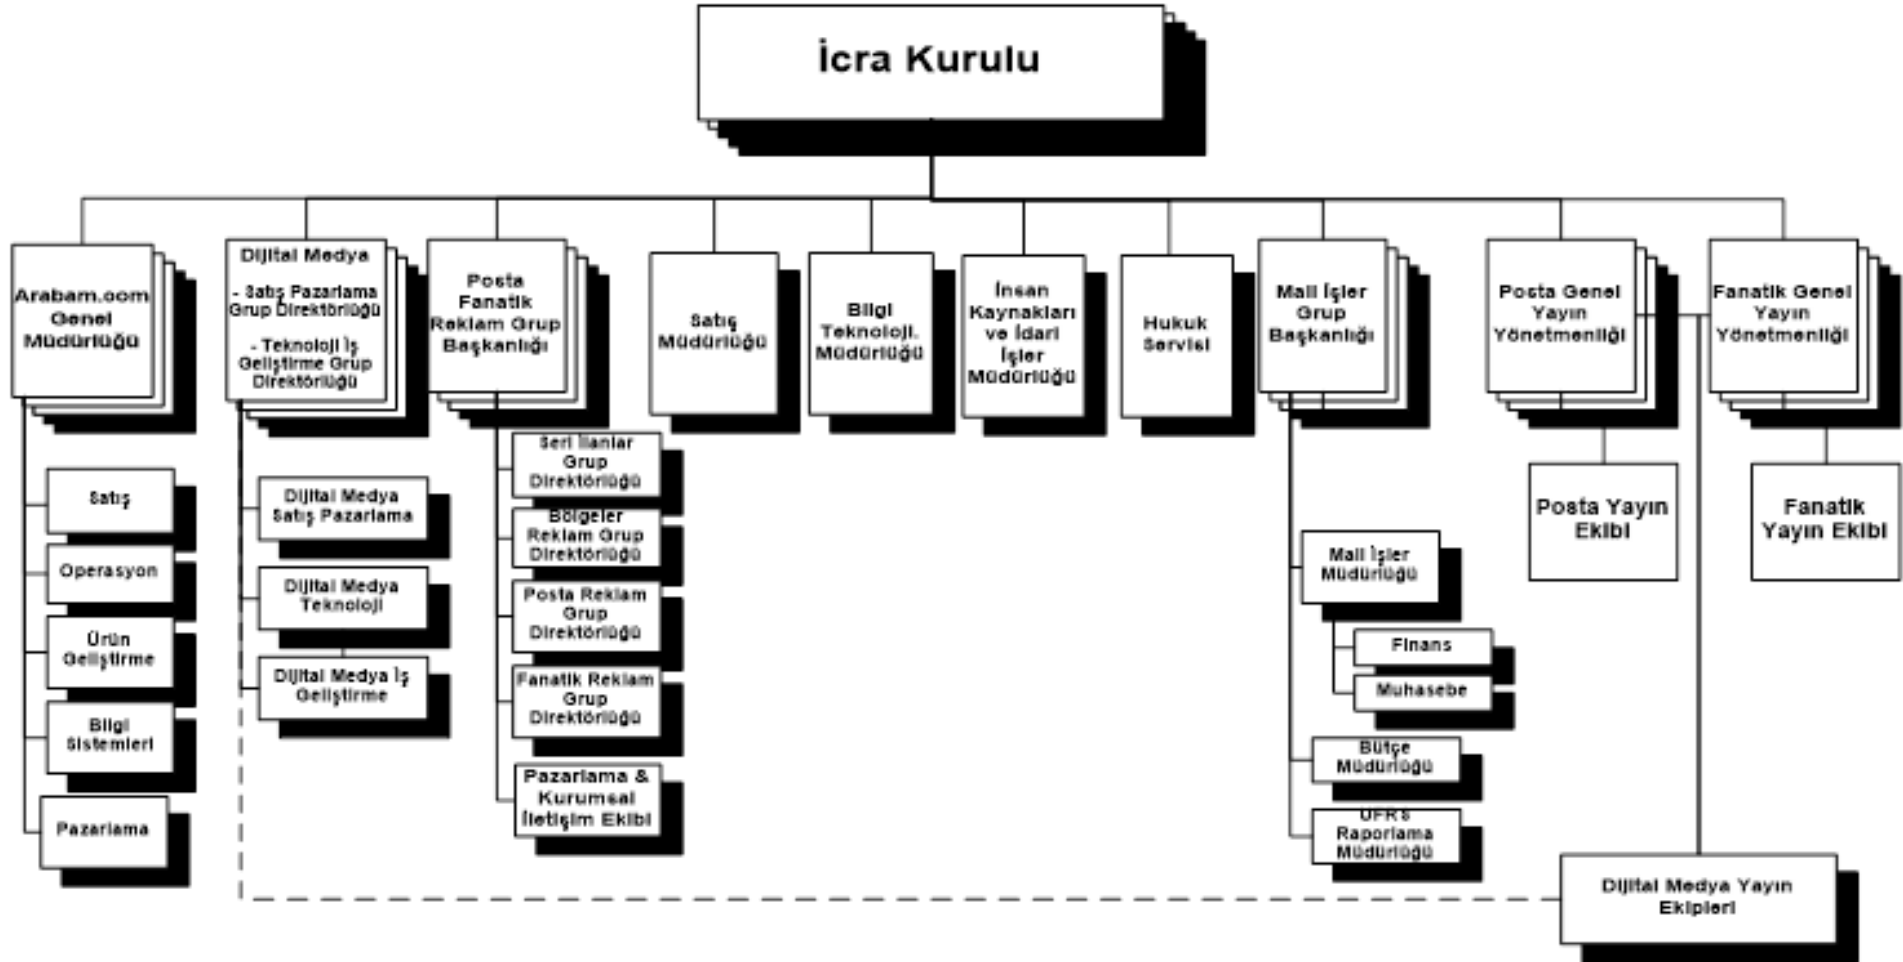 İcra Kurulu
Arabam.com
Genel
Müdürlüğü
Dijital Medya
- Satış Pazarlama
Grup Direktörlüğü
- Teknoloji İş
Geliştirme Grup
Direktörlüğü
Posta
Fanatik
Reklam Grup
Başkanlığı
Satış
Müdürlüğü
Bilgi
Teknoloji.
Müdürlüğü
İnsan
Kaynakları
ve İdari
İşler
Müdürlüğü
Hukuk
Servisi
Mali İşler
Grup
Başkanlığı
Posta Genel
Yayın
Yönetmenliği
Fanatik Genel
Yayın
Yönetmenliği
Satış
Operasyon
Ürün
Geliştirme
Bilgi
Sistemleri
Pazarlama
Dijital Medya
Satış Pazarlama
Dijital Medya
Teknoloji
Dijital Medya İş
Geliştirme
Seri İlanlar
Grup
Direktörlüğü
Bölgeler
Reklam Grup
Direktörlüğü
Posta Reklam
Grup
Direktörlüğü
Fanatik Reklam
Grup
Direktörlüğü
Pazarlama &
Kurumsal
İletişim Ekibi
Mali İşler
Müdürlüğü
Finans
Muhasebe
Bütçe
Müdürlüğü
UFRS
Raporlama
Müdürlüğü
Posta Yayın
Ekibi
Fanatik
Yayın Ekibi
Dijital Medya Yayın
Ekipleri